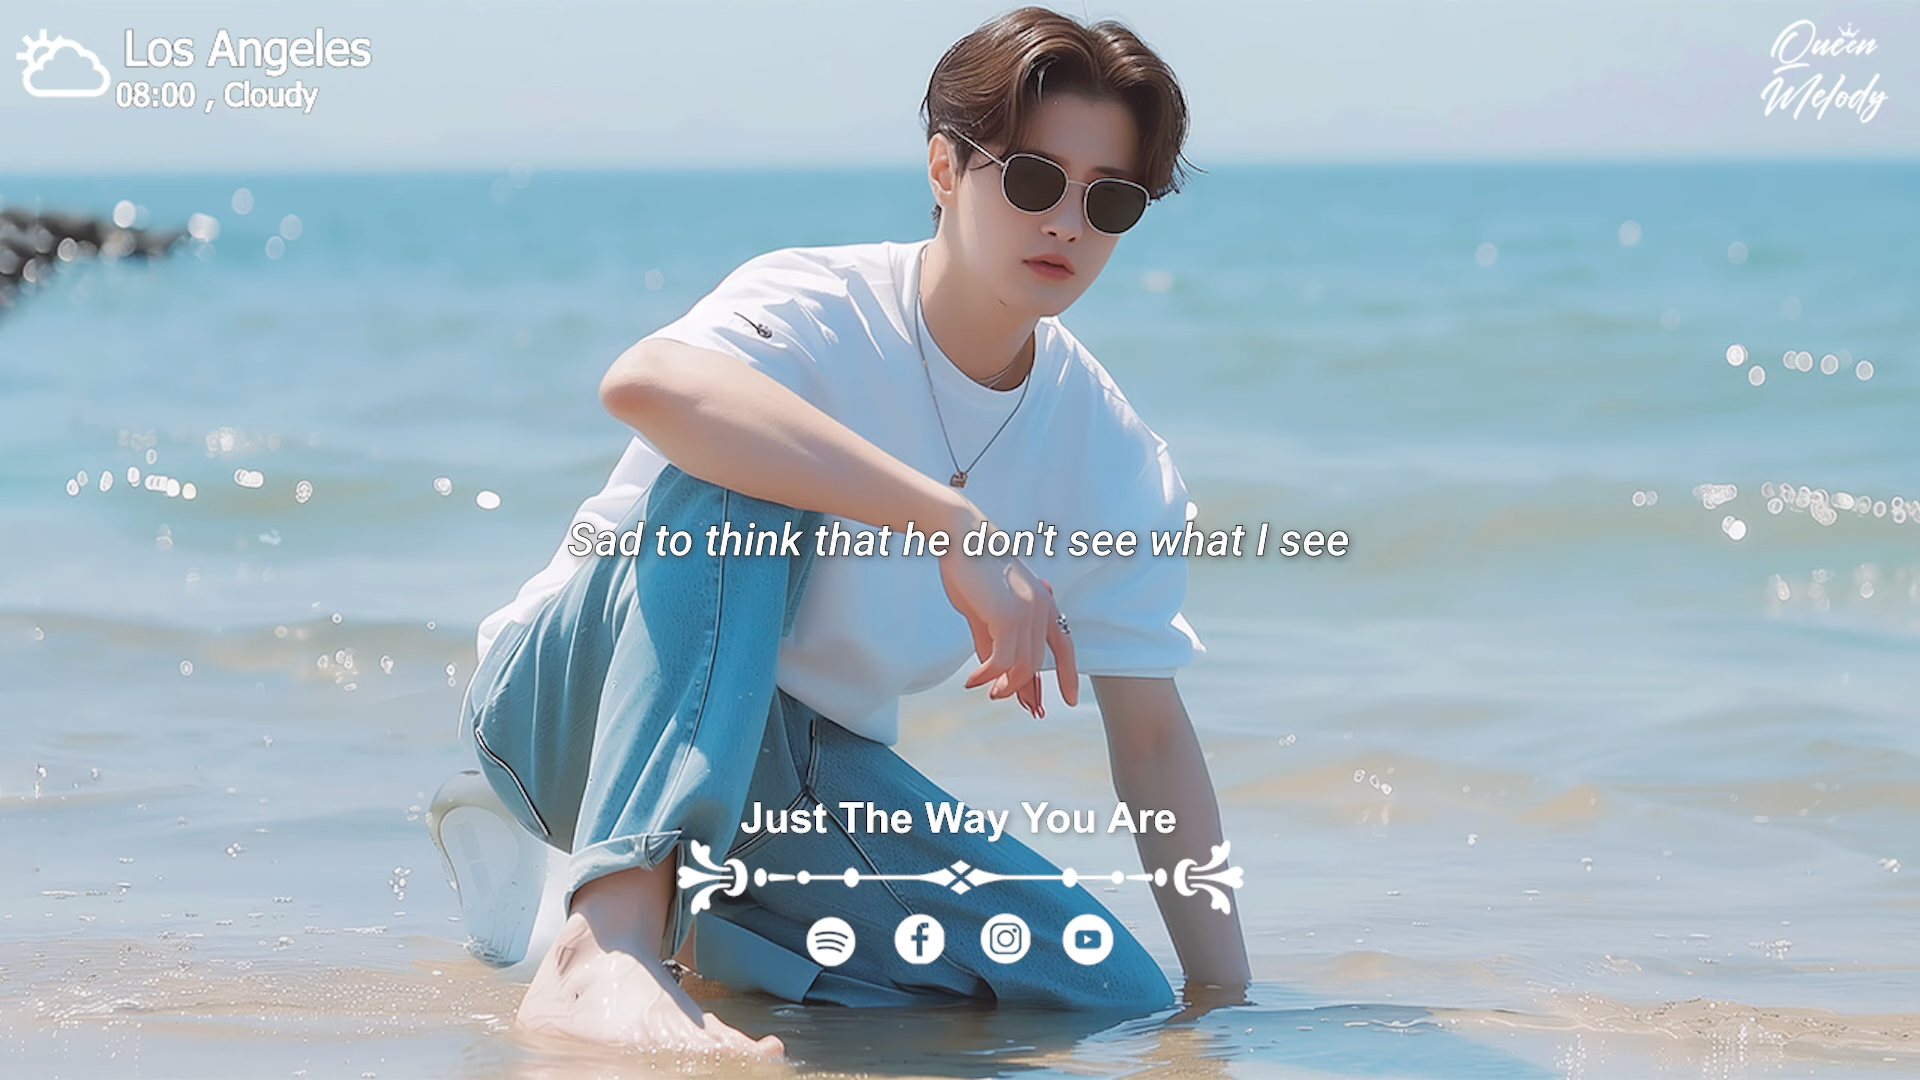 Los Angeles
08:00 , Cloudy
Queen
Melody
Sad to think that he don't see what I see
Just The Way You Are